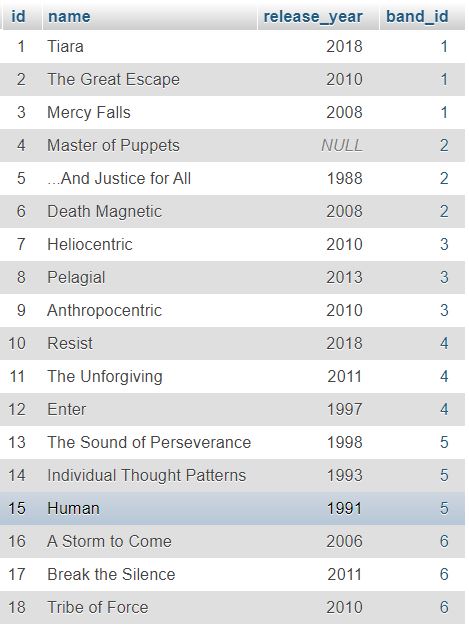 id name release_year band_id
1 Tiara 2018 1
2 The Great Escape 2010 1
3 Mercy Falls 2008 1
4 Master of Puppets NULL 2
5 ...And Justice for All 1988 2
6 Death Magnetic 2008 2
7 Heliocentric 2010 3
8 Pelagial 2013 3
9 Anthropocentric 2010 3
10 Resist 2018 4
11 The Unforgiving 2011 4
12 Enter 1997 4
13 The Sound of Perseverance 1998 5
14 Individual Thought Patterns 1993 5
15 Human 1991 5
16 A Storm to Come 2006 6
17 Break the Silence 2011 6
18 Tribe of Force 2010 6